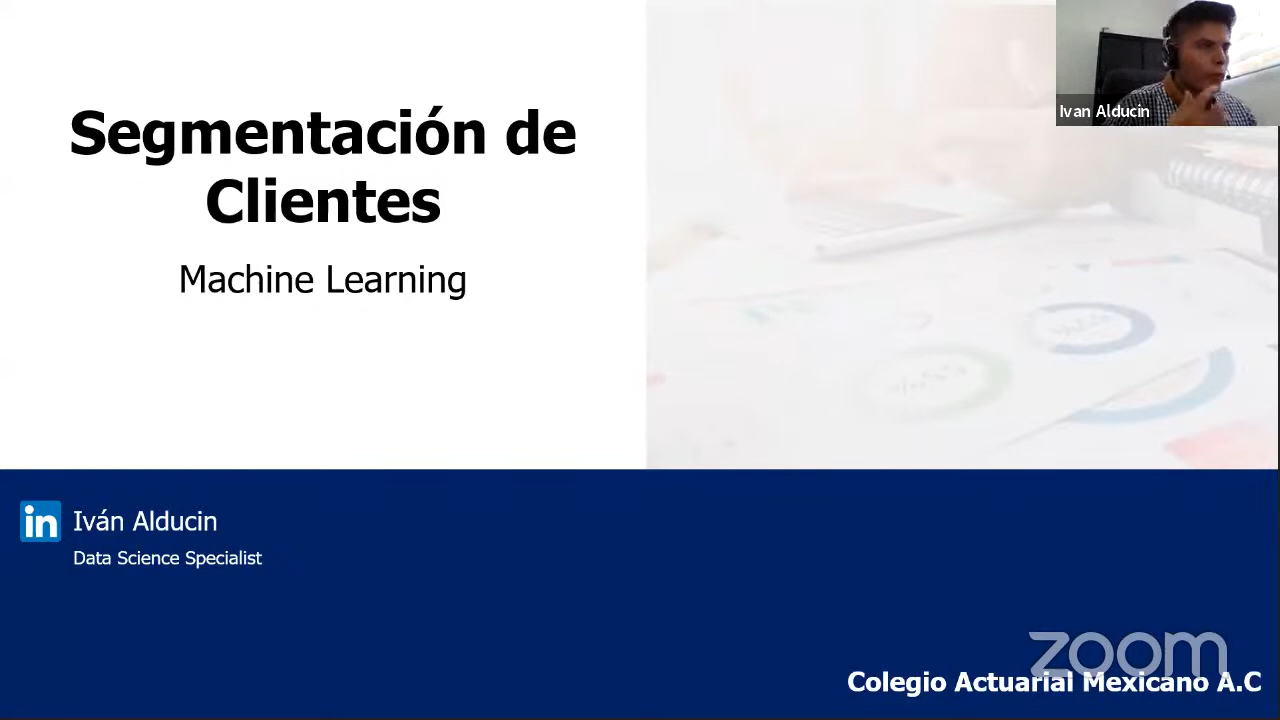 Segmentación de
Clientes
Machine Learning
Ivan Alducin
in Iván Alducin
Data Science Specialist
zoom
Colegio Actuarial Mexicano A.C